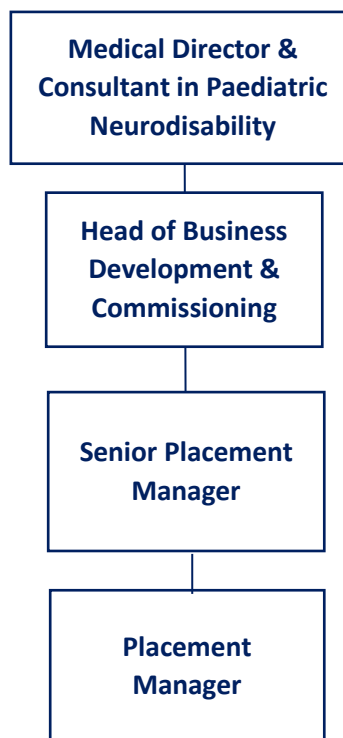 Medical Director &
Consultant in Paediatric
Neurodisability
Head of Business
Development &
Commissioning
Senior Placement
Manager
Placement
Manager